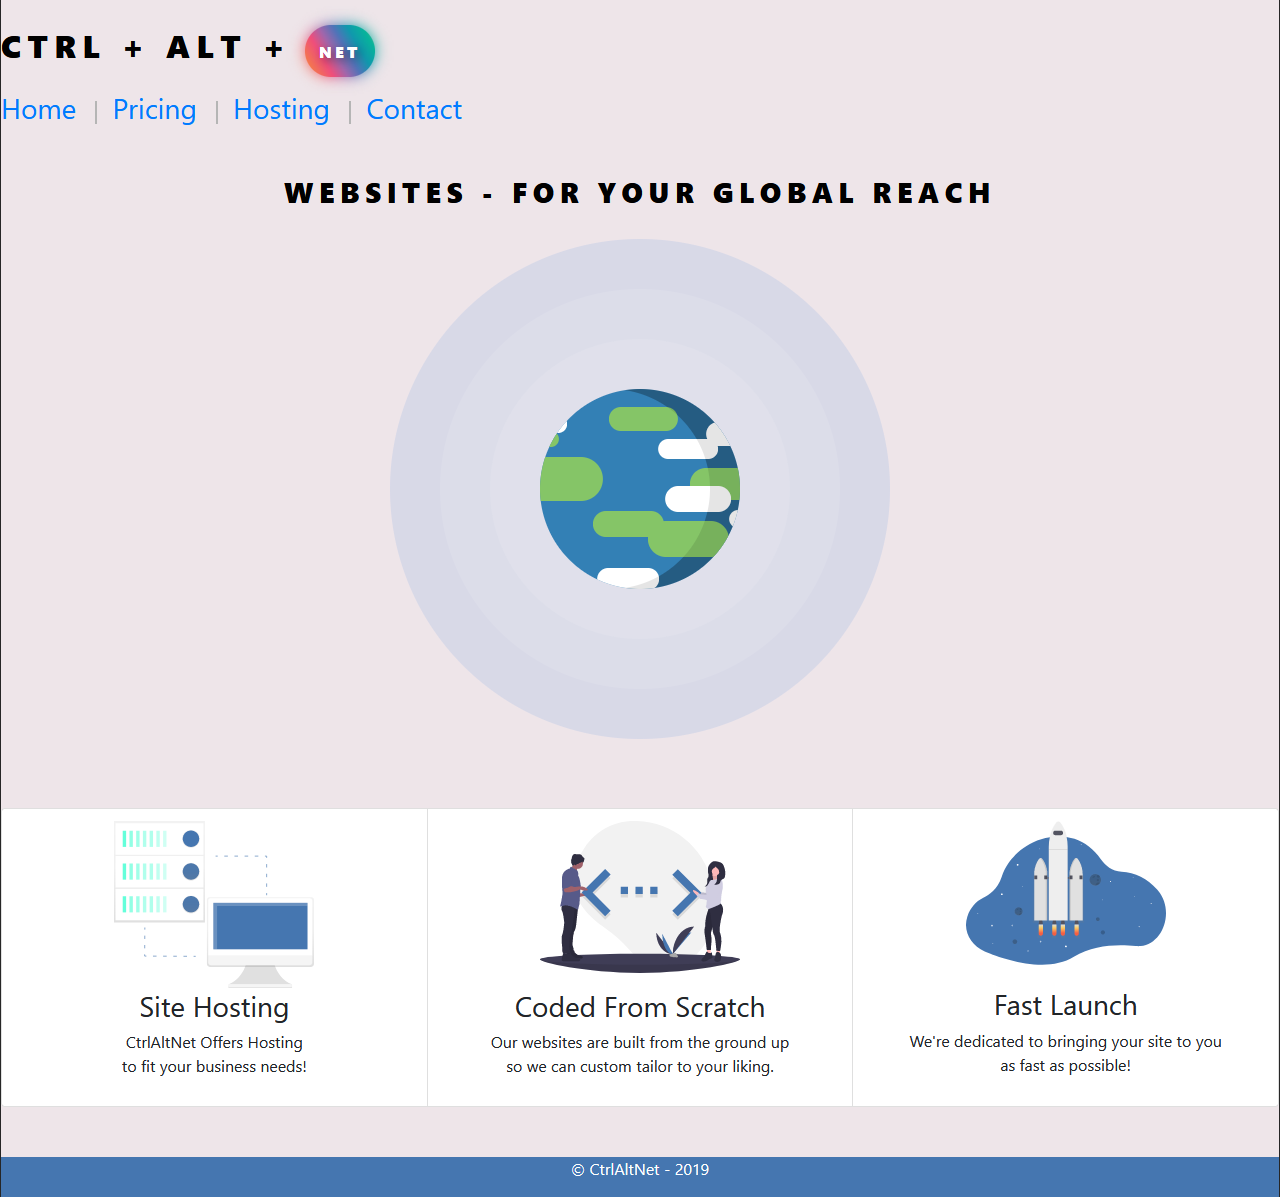 CTRL + ALT + NET
Home | Pricing | Hosting | Contact
WEBSITES - FOR YOUR GLOBAL REACH
Site Hosting
CtrlAltNet Offers Hosting
to fit your business needs!
Coded From Scratch
Our websites are built from the ground up
so we can custom tailor to your liking.
Fast Launch
We're dedicated to bringing your site to you
as fast as possible!
© CtrlAltNet - 2019